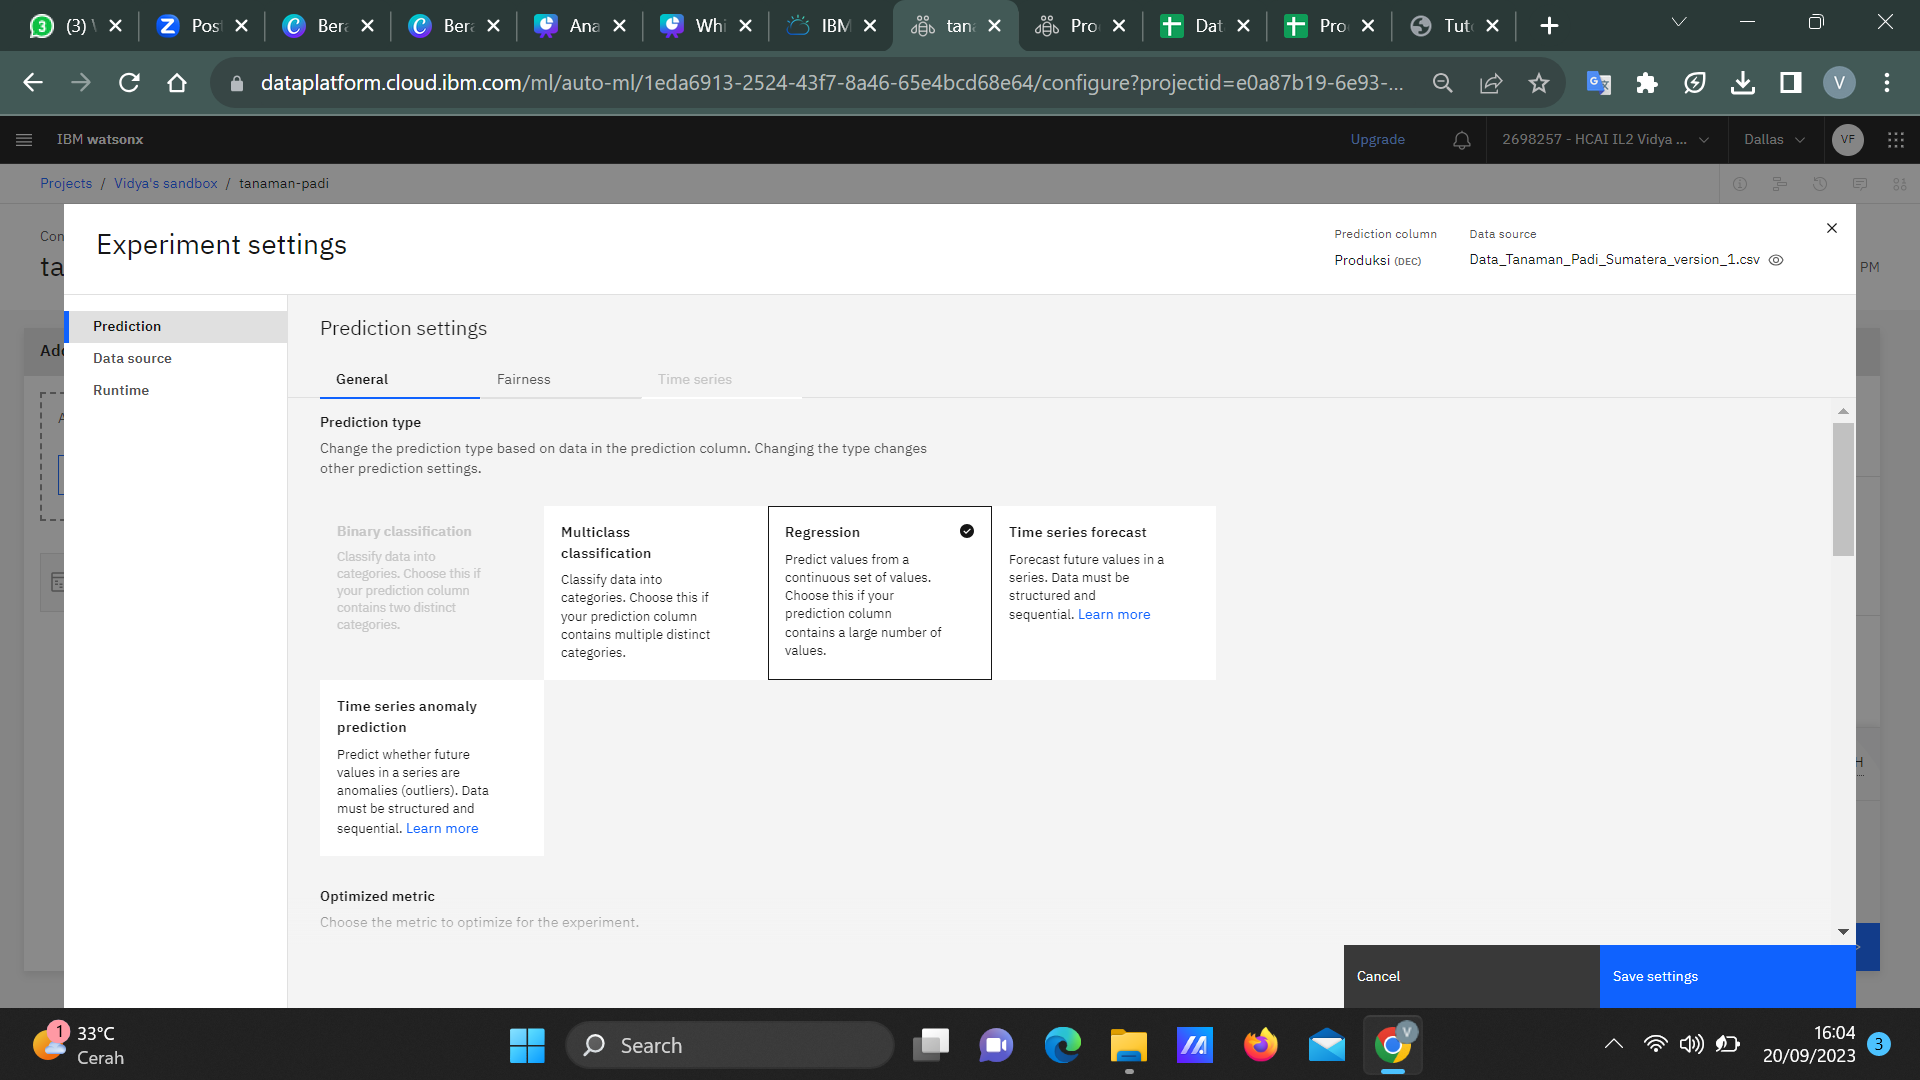 (3) \
Pos
Bera
Bera
Ana
Whi
IBM
tana
Pro
Dat
Pro
Tut
dataplatform.cloud.ibm.com/ml/auto-ml/1eda6913-2524-43f7-8a46-65e4bcd68e64/configure?projectid=e0a87b19-6e93-...
V
IBM watsonx
Upgrade
2698257 - HCAI IL2 Vidya ...
Dallas
VF
Projects / Vidya's sandbox / tanaman-padi
Con
ta
PM
Experiment settings
Prediction column
Produksi (DEC)
Data source
Data_Tanaman_Padi_Sumatera_version_1.csv
Add
A
H
Prediction
Data source
Runtime
Prediction settings
General
Fairness
Time series
Prediction type
Change the prediction type based on data in the prediction column. Changing the type changes
other prediction settings.
Binary classification
Classify data into
categories. Choose this if
your prediction column
contains two distinct
categories.
Multiclass
classification
Classify data into
categories. Choose this if
your prediction column
contains multiple distinct
categories.
Regression
Predict values from a
continuous set of values.
Choose this if your
prediction column
contains a large number of
values.
Time series forecast
Forecast future values in a
series. Data must be
structured and
sequential. Learn more
Time series anomaly
prediction
Predict whether future
values in a series are
anomalies (outliers). Data
must be structured and
sequential. Learn more
Optimized metric
Choose the metric to optimize for the experiment.
Cancel
Save settings
1
33°C
Cerah
Search
V
16:04
20/09/2023
3